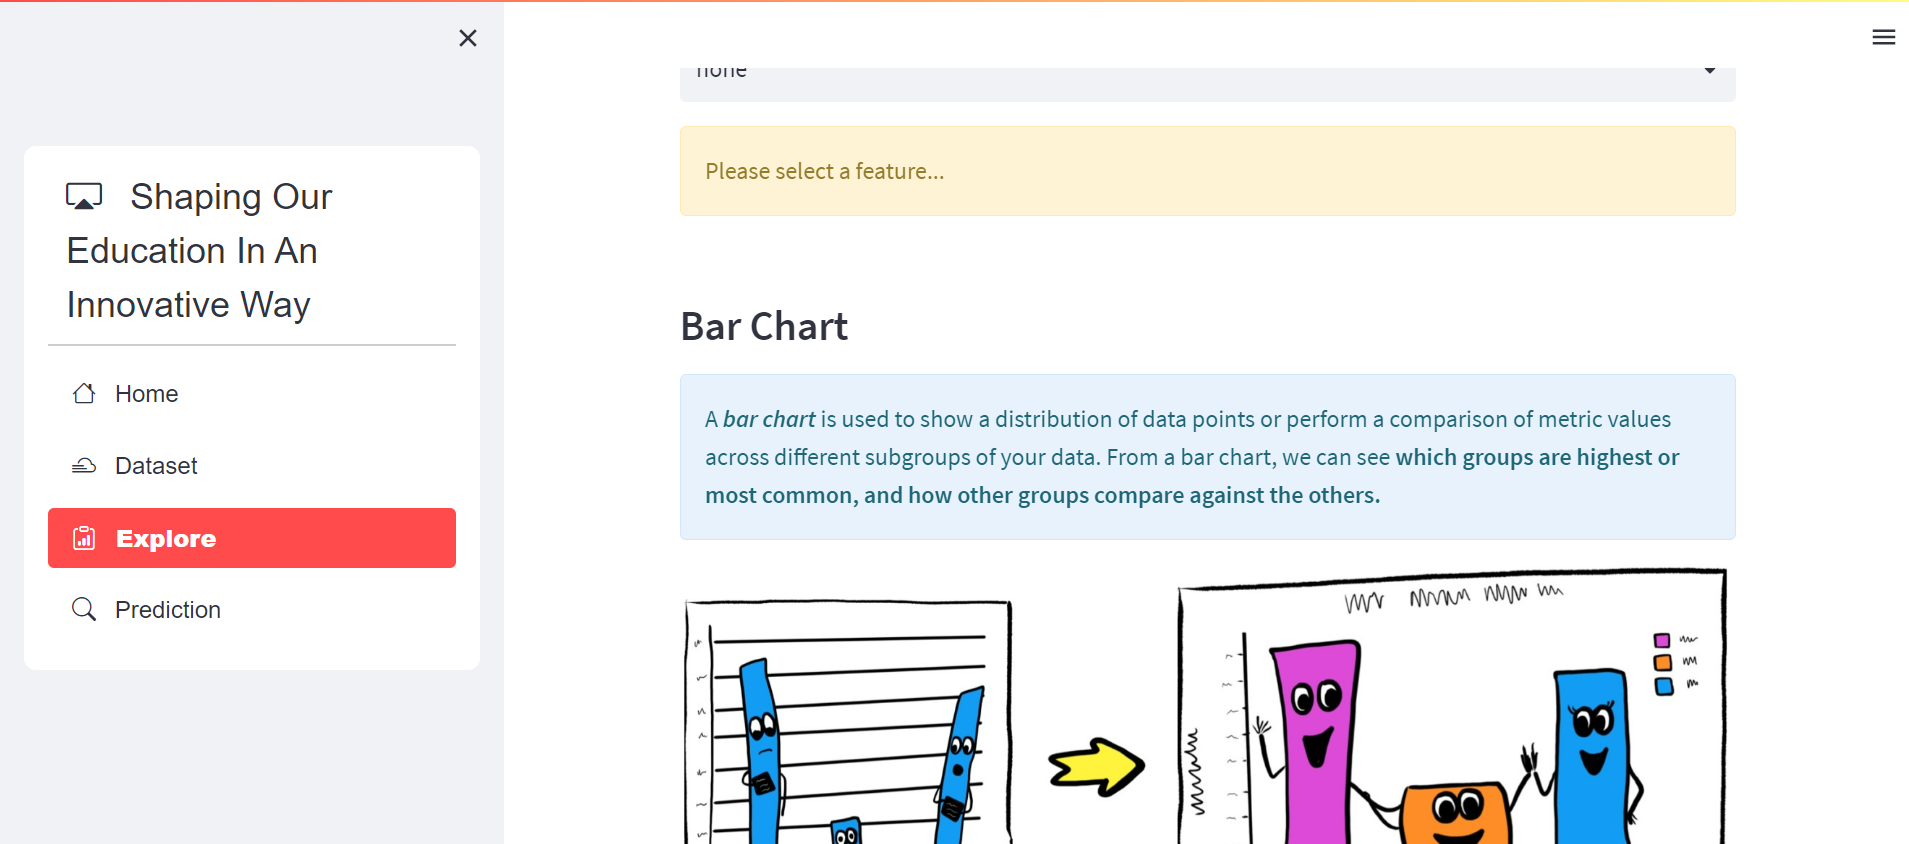 Shaping Our
Education In An
Innovative Way
Home
Dataset
Explore
Prediction
none
Please select a feature...
Bar Chart
A bar chart is used to show a distribution of data points or perform a comparison of metric values
across different subgroups of your data. From a bar chart, we can see which groups are highest or
most common, and how other groups compare against the others.